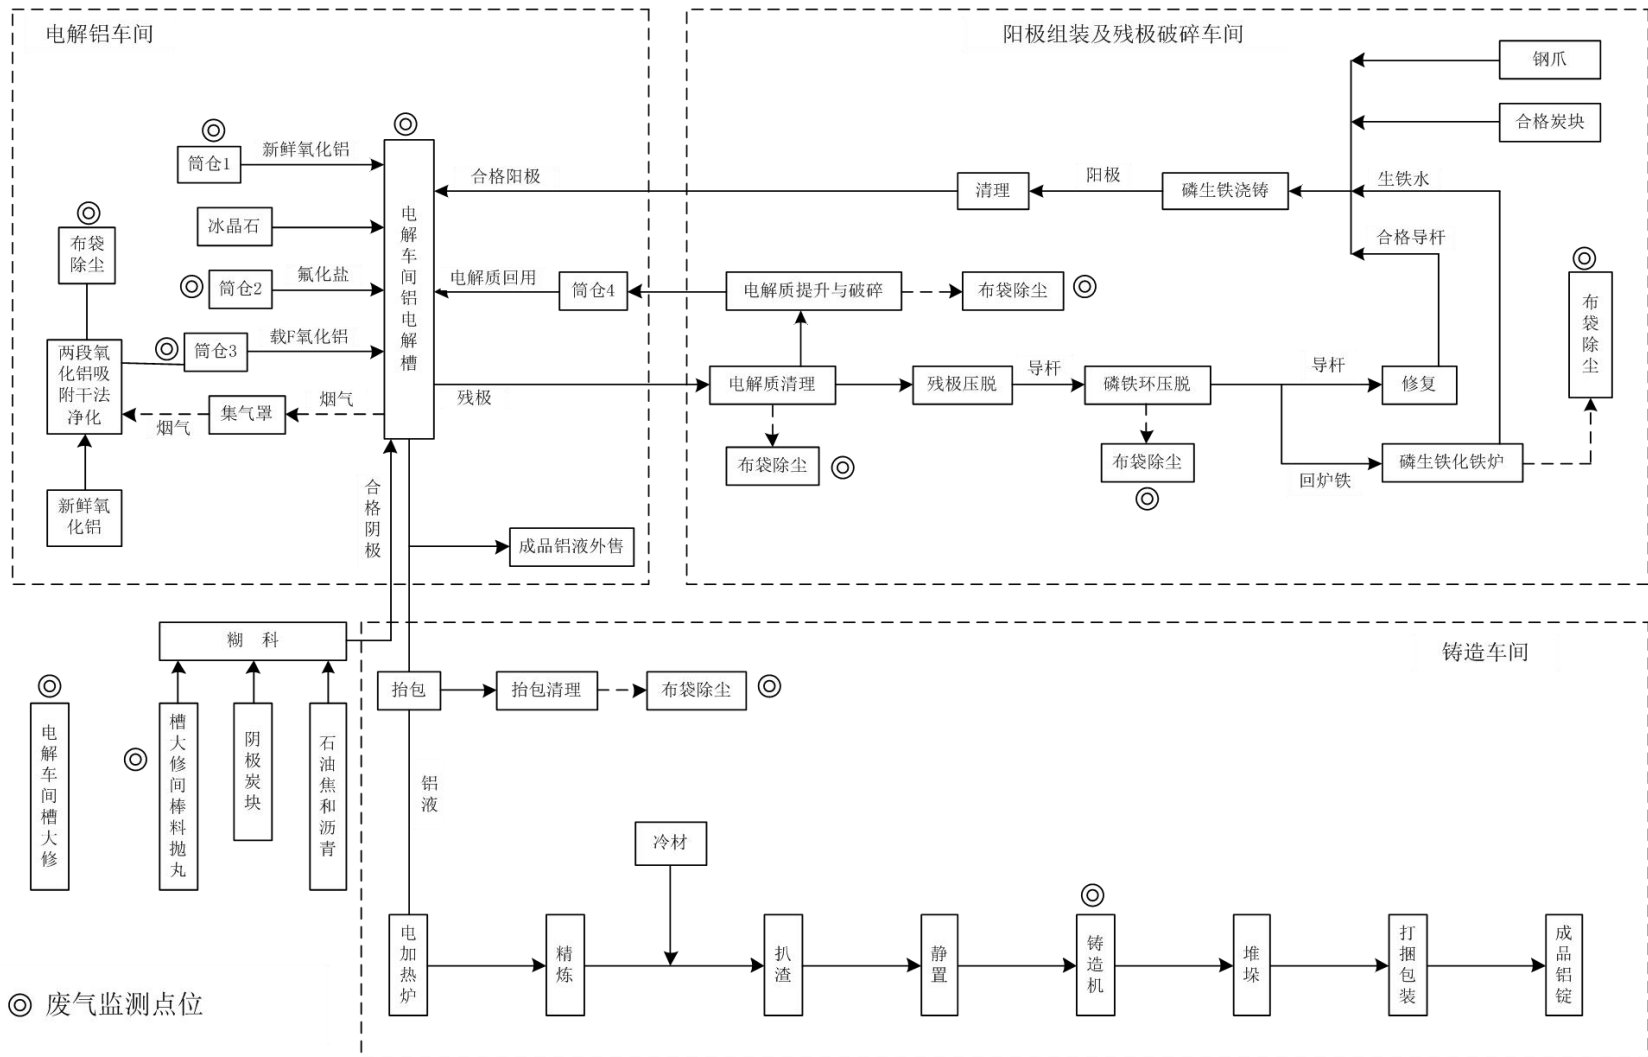 电解铝车间
阳极组装及残极破碎车间
钢爪
合格炭块
筒仓1
新鲜氧化铝
合格阳极
清理
阳极
磷生铁浇铸
生铁水
冰晶石
布袋
除尘
合格导杆
筒仓2
氟化盐
电解车间铝电解槽
电解质回用
筒仓4
电解质提升与破碎
布袋除尘
布袋除尘
两段氧
化铝吸
附干法
净化
筒仓3
载F氧化铝
残极
电解质清理
残极压脱
导杆
磷铁环压脱
导杆
修复
烟气
集气罩
烟气
布袋除尘
布袋除尘
回炉铁
磷生铁化铁炉
新鲜氧
化铝
合格阴极
成品铝液外售
糊 科
铸造车间
抬包
抬包清理
布袋除尘
电解车间槽大修
槽大修间棒料抛丸
阴极炭块
石油焦和沥青
铝液
冷材
电加热炉
精炼
扒渣
静置
铸造机
堆垛
打捆包装
成品铝锭
废气监测点位